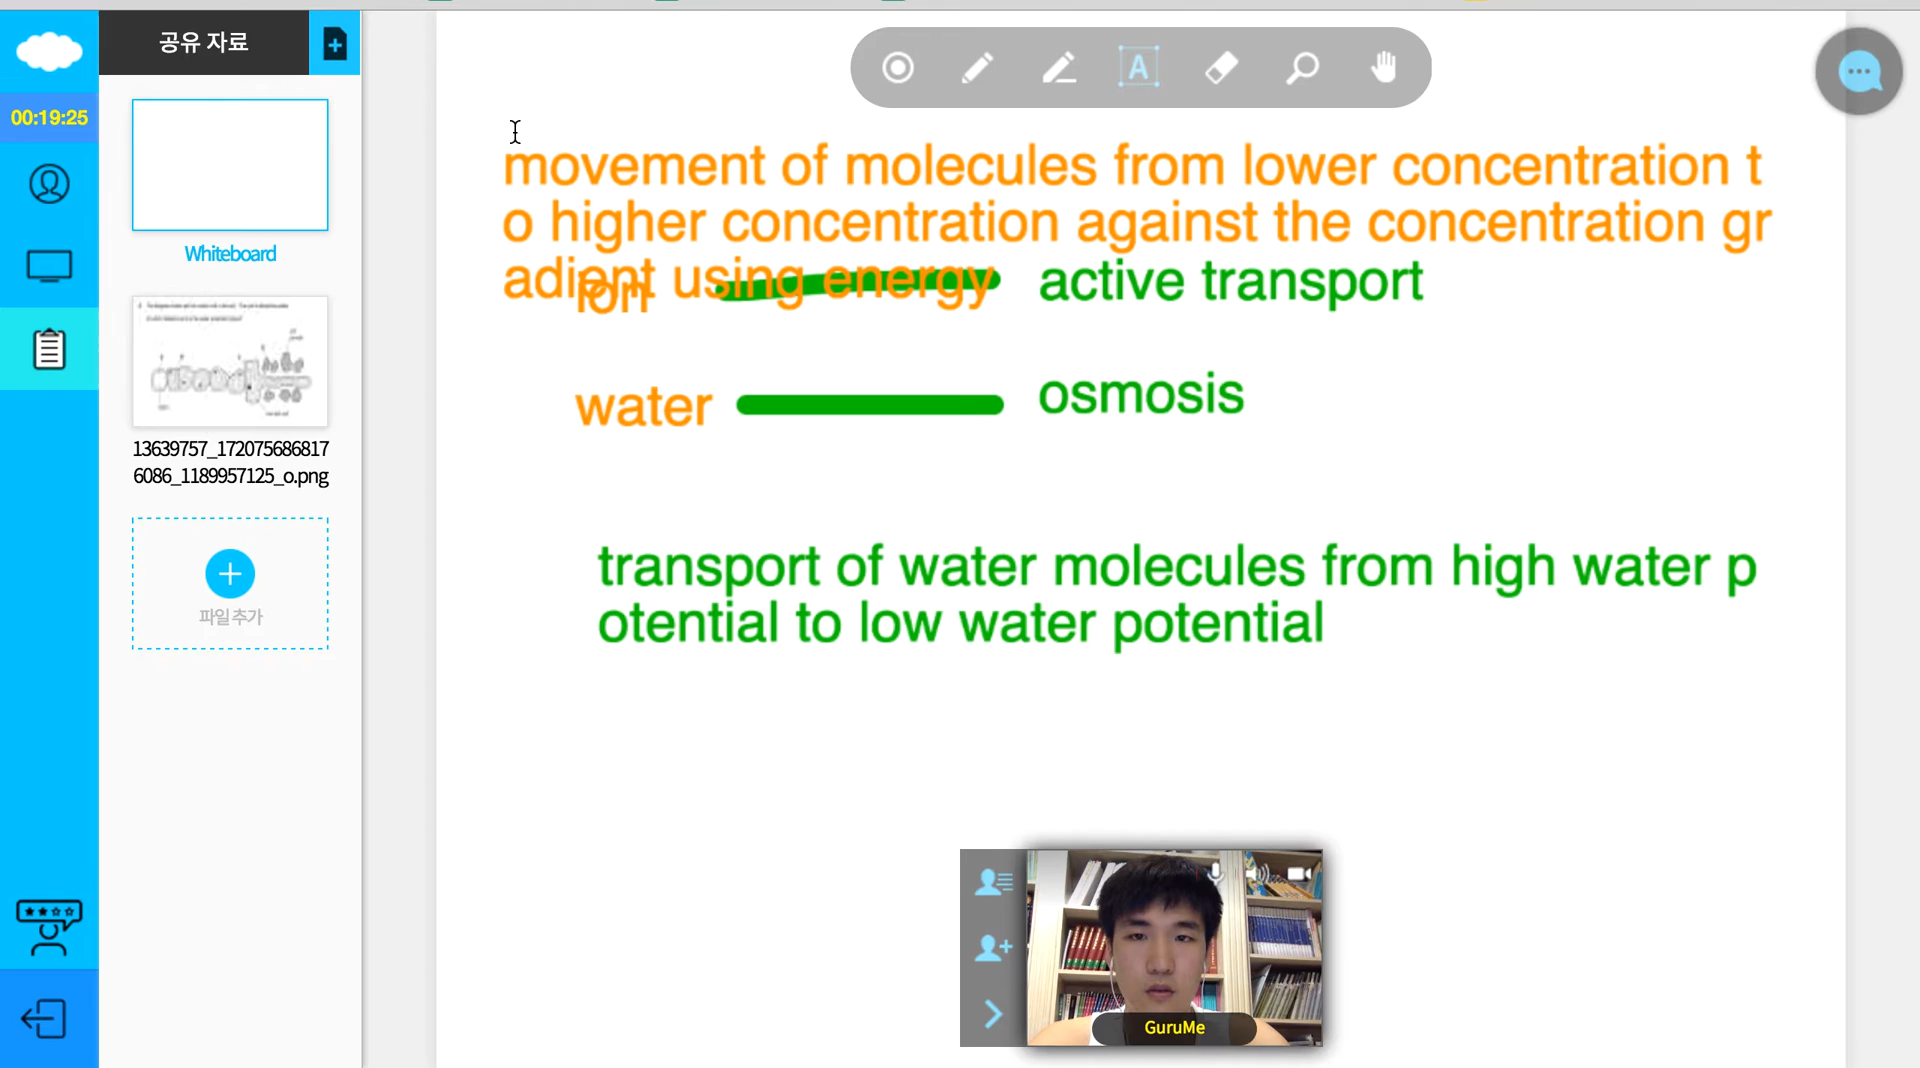 공유 자료
00:19:25
Whiteboard
13639757_172075686817
6086_1189957125_o.png
파일 추가
A
movement of molecules from lower concentration t
o higher concentration against the concentration gr
adient using energy
ion
active transport
water
osmosis
transport of water molecules from high water p
otential to low water potential
GuruMe